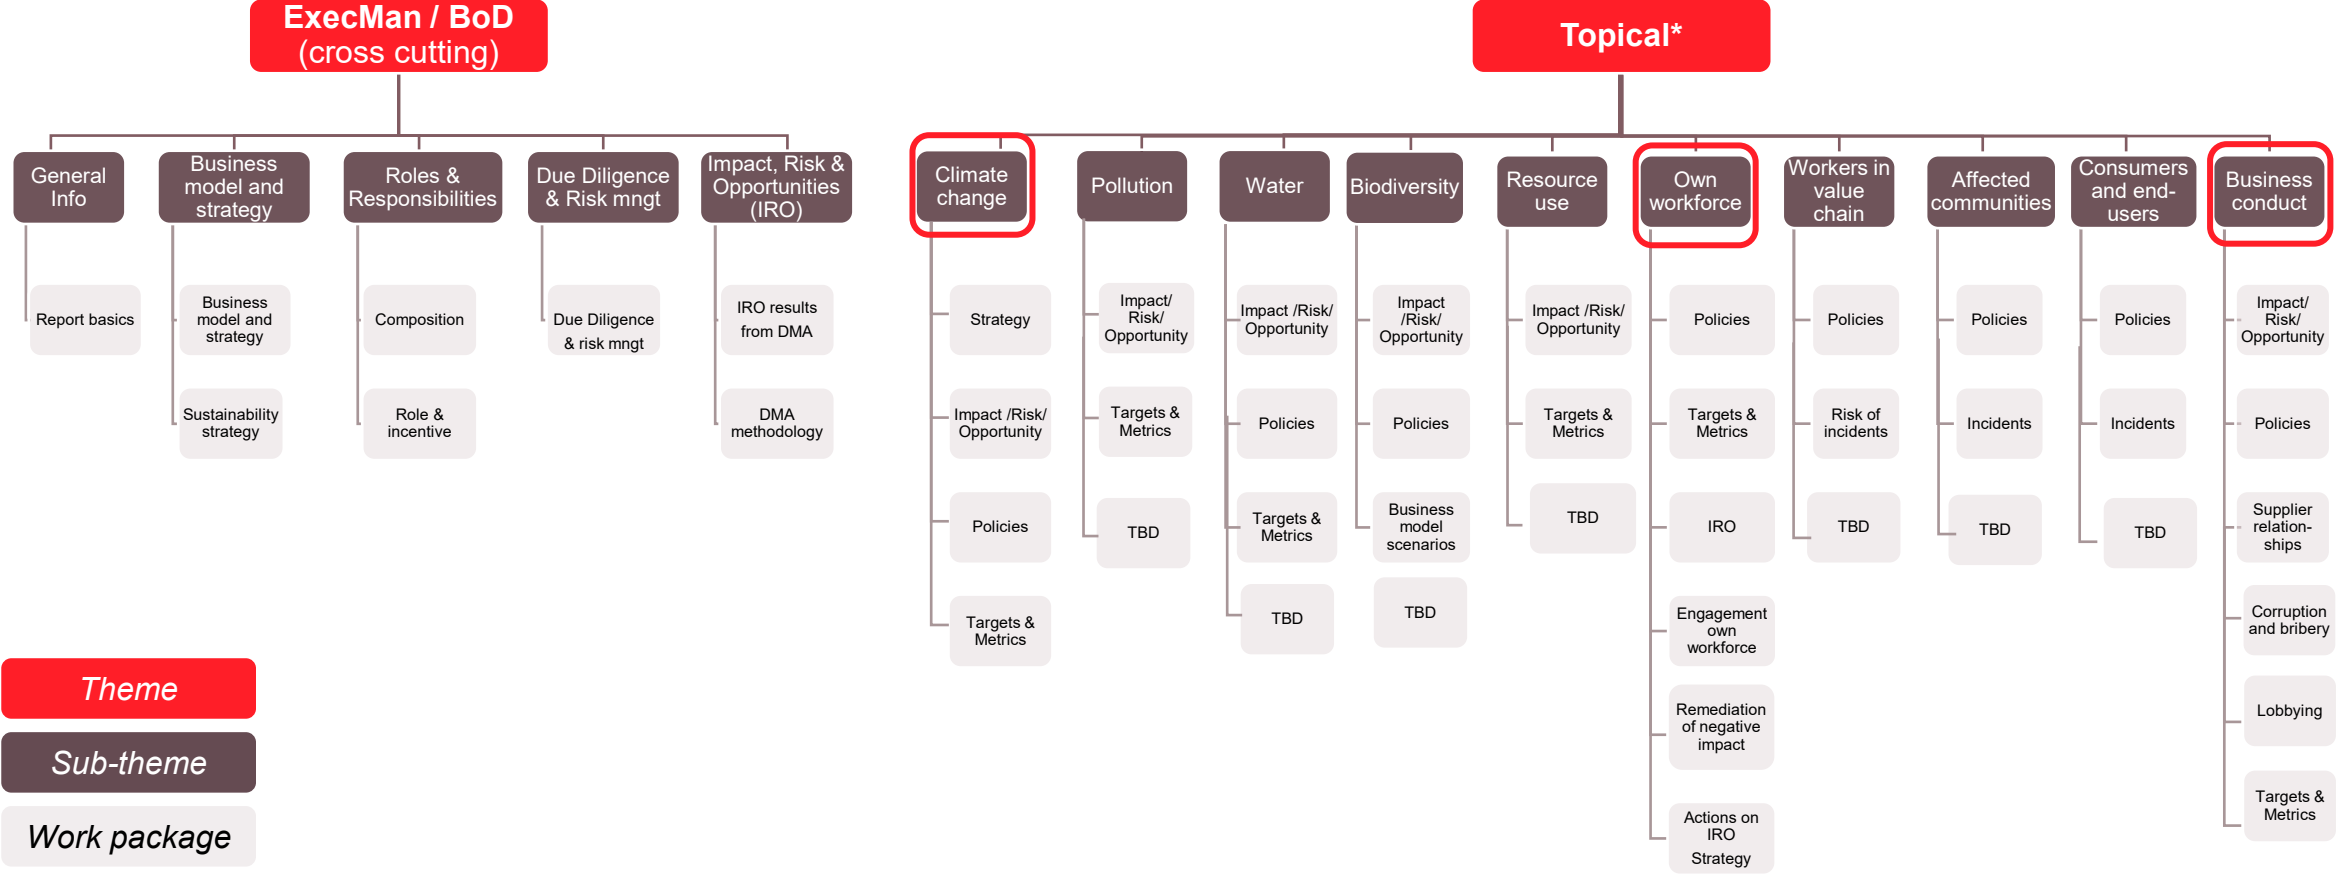 ExecMan / BoD
(cross cutting)
General
Info
Report basics
Business
model and
strategy
Business
model and
strategy
Sustainability
strategy
Roles &
Responsibilities
Composition
Role &
incentive
Due Diligence
& Risk mngt
Due Diligence
& risk mngt
Impact, Risk &
Opportunities
(IRO)
IRO results
from DMA
DMA
methodology
Topical*
Climate
change
Strategy
Impact /Risk/
Opportunity
Policies
Targets &
Metrics
Pollution
Impact/
Risk/
Opportunity
Targets &
Metrics
TBD
Water
Impact /Risk/
Opportunity
Policies
Targets &
Metrics
TBD
Biodiversity
Impact
/Risk/
Opportunity
Policies
Business
model
scenarios
TBD
Resource
use
Impact /Risk/
Opportunity
Targets &
Metrics
TBD
Own
workforce
Policies
Targets &
Metrics
IRO
Engagement
own
workforce
Remediation
of negative
impact
Actions on
IRO
Strategy
Workers in
value
chain
Policies
Risk of
incidents
TBD
Affected
communities
Policies
Incidents
TBD
Consumers
and end-
users
Policies
Incidents
TBD
Business
conduct
Impact/
Risk/
Opportunity
Policies
Supplier
relation-
ships
Corruption
and bribery
Lobbying
Targets &
Metrics
Theme
Sub-theme
Work package